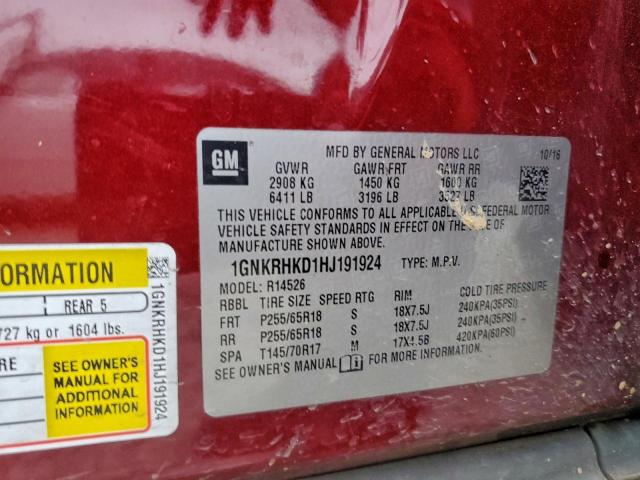 GM
MFD BY GENERAL MOTORS LLC 10/16
GVWR GAWR FRT GAWR RR
2908 KG 1450 KG 1600 KG
6411 LB 3196 LB 3527 LB
THIS VEHICLE CONFORMS TO ALL APPLICABLE U.S. FEDERAL MOTOR
VEHICLE SAFETY STANDARDS IN EFFECT ON THE DATE OF
MANUFACTURE SHOWN ABOVE.
1GNKRHKD1HJ191924 TYPE: M.P.V.
MODEL: R14526
RBBL TIRE SIZE SPEED RTG RIM COLD TIRE PRESSURE
FRT P255/65R18 S 18X7.5J 240KPA(35PSI)
RR P255/65R18 S 18X7.5J 240KPA(35PSI)
SPA T145/70R17 M 17X4.5B 420KPA(60PSI)
SEE OWNER'S MANUAL FOR MORE INFORMATION
ORMATION
REAR 5
727 kg or 1604 lbs.
RE
SEE OWNER'S
MANUAL FOR
ADDITIONAL
INFORMATION
1GNKRHKD1HJ191924